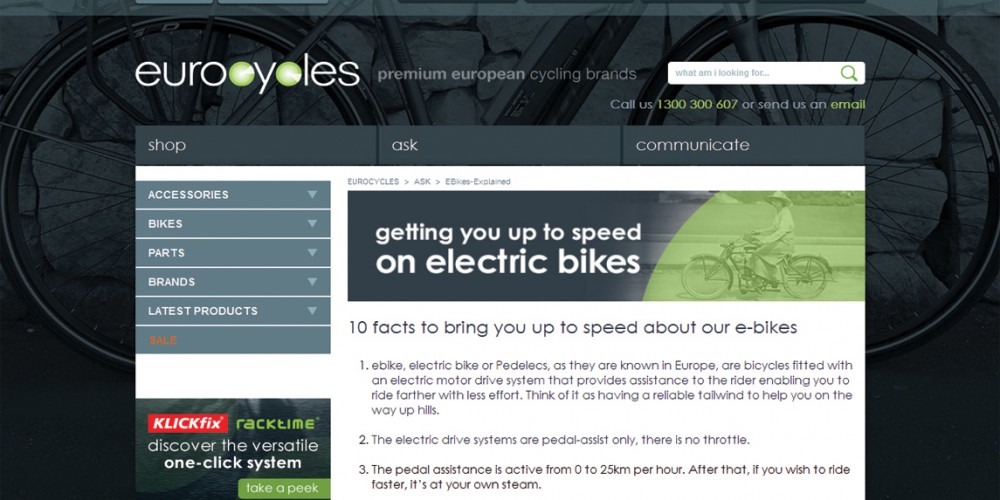 eurocycles premium european cycling brands
what am i looking for...
Call us 1300 300 607 or send us an email
shop ask communicate
EUROCYCLES > ASK > EBikes-Explained
ACCESSORIES
BIKES
PARTS
BRANDS
LATEST PRODUCTS
SALE
KLICKfix racktime
discover the versatile
one-click system
take a peek
getting you up to speed
on electric bikes
10 facts to bring you up to speed about our e-bikes
1. ebike, electric bike or Pedelecs, as they are known in Europe, are bicycles fitted with
an electric motor drive system that provides assistance to the rider enabling you to
ride farther with less effort. Think of it as having a reliable tailwind to help you on the
way up hills.
2. The electric drive systems are pedal-assist only, there is no throttle.
3. The pedal assistance is active from 0 to 25km per hour. After that, if you wish to ride
faster, it's at your own steam.